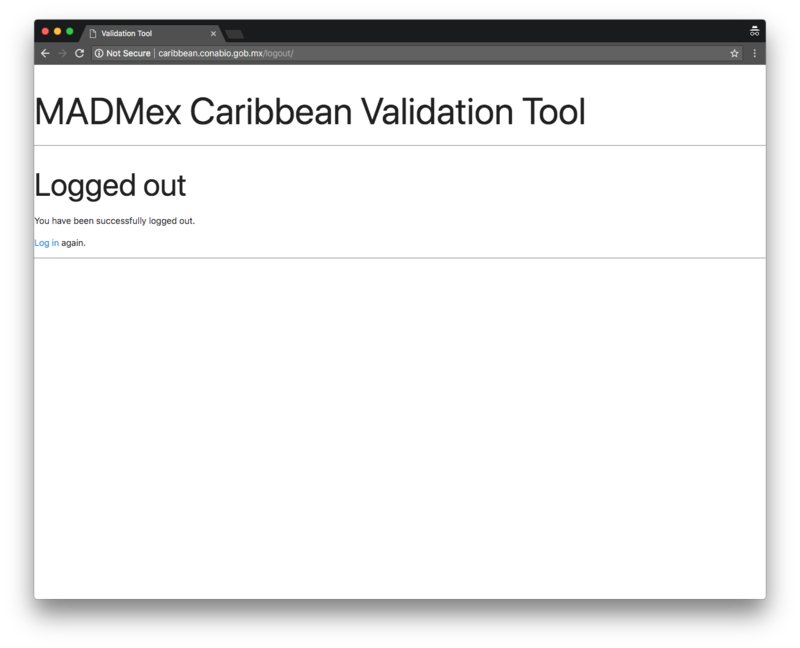 Validation Tool
Not Secure | caribbean.conabio.gob.mx/logout/
MADMex Caribbean Validation Tool
Logged out
You have been successfully logged out.
Log in again.